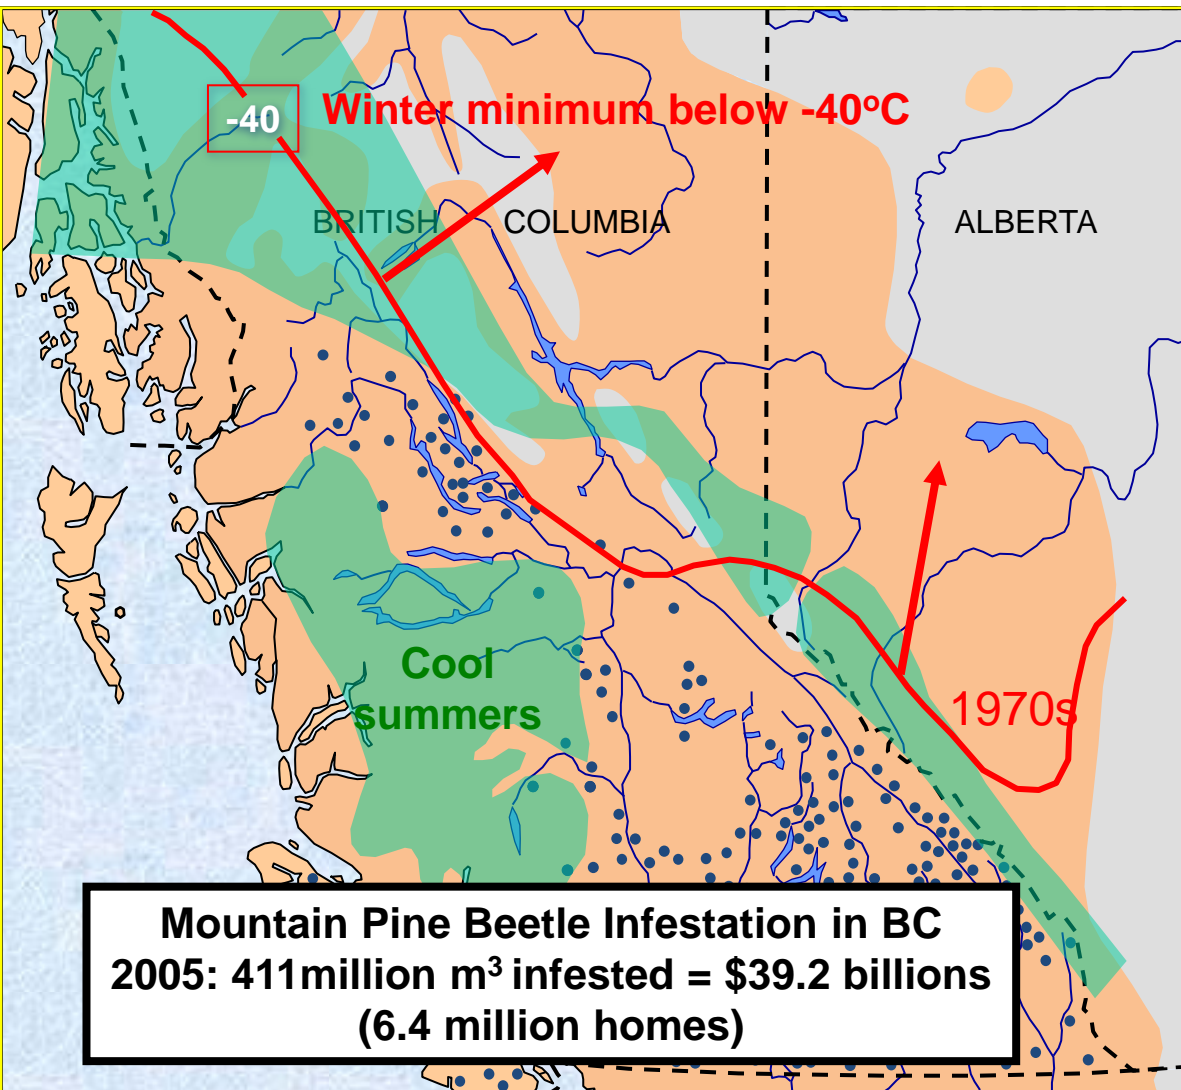 -40
Winter minimum below -40ºC
BRITISH COLUMBIA
ALBERTA
Cool
summers
1970s
Mountain Pine Beetle Infestation in BC
2005: 411million m³ infested = $39.2 billions
(6.4 million homes)